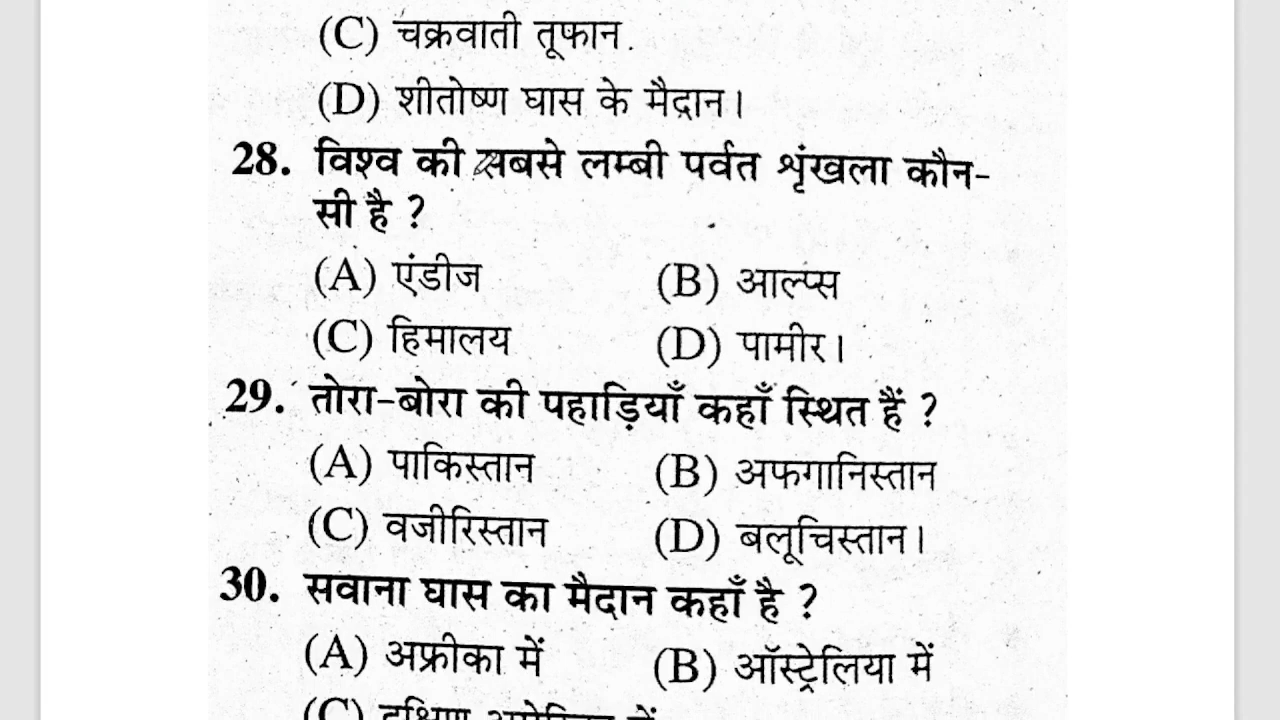 (C) चक्रवाती तूफान.
(D) शीतोष्ण घास के मैदान।
28. विश्व की सबसे लम्बी पर्वत शृंखला कौन-
सी है ?
(A) एंडीज (B) आल्प्स
(C) हिमालय (D) पामीर।
29. तोरा-बोरा की पहाड़ियाँ कहाँ स्थित हैं ?
(A) पाकिस्तान (B) अफगानिस्तान
(C) वजीरिस्तान (D) बलूचिस्तान।
30. सवाना घास का मैदान कहाँ है ?
(A) अफ्रीका में (B) ऑस्ट्रेलिया में
(C) दक्षिण